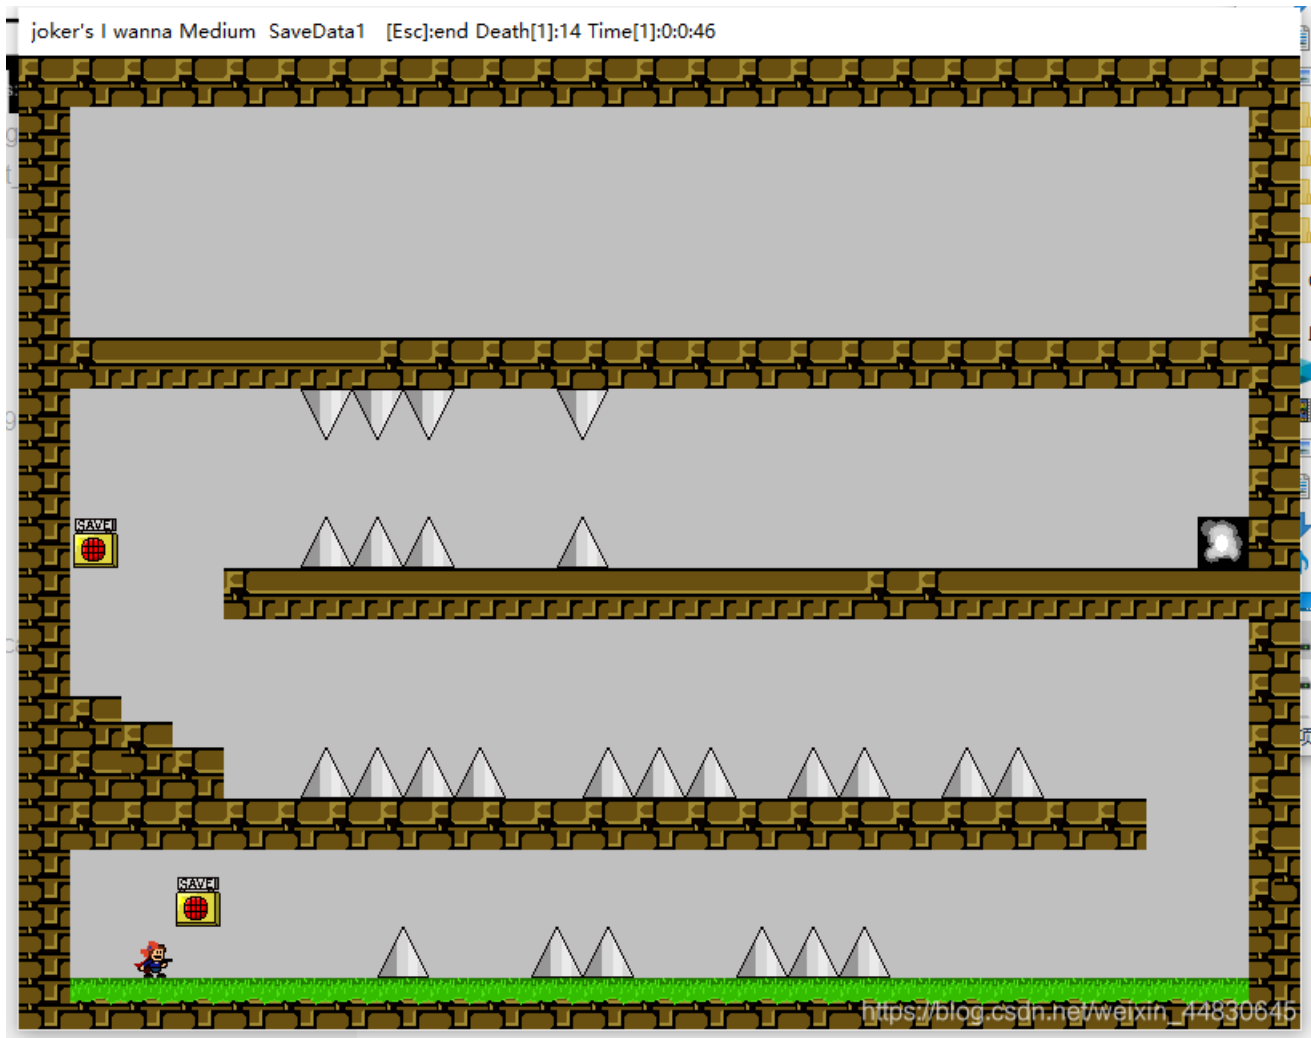 joker's I wanna Medium SaveData1 [Esc]:end Death[1]:14 Time[1]:0:0:46
SAVE
SAVE
https://blog.csdn.net/weixin_44830645